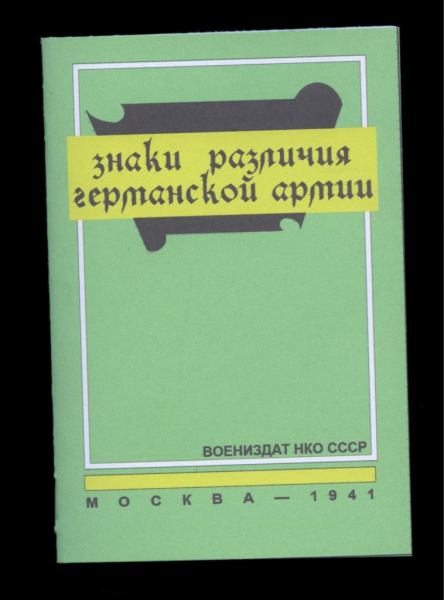 знаки различия
германской армии
ВОЕНИЗДАТ НКО СССР
МОСКВА — 1941